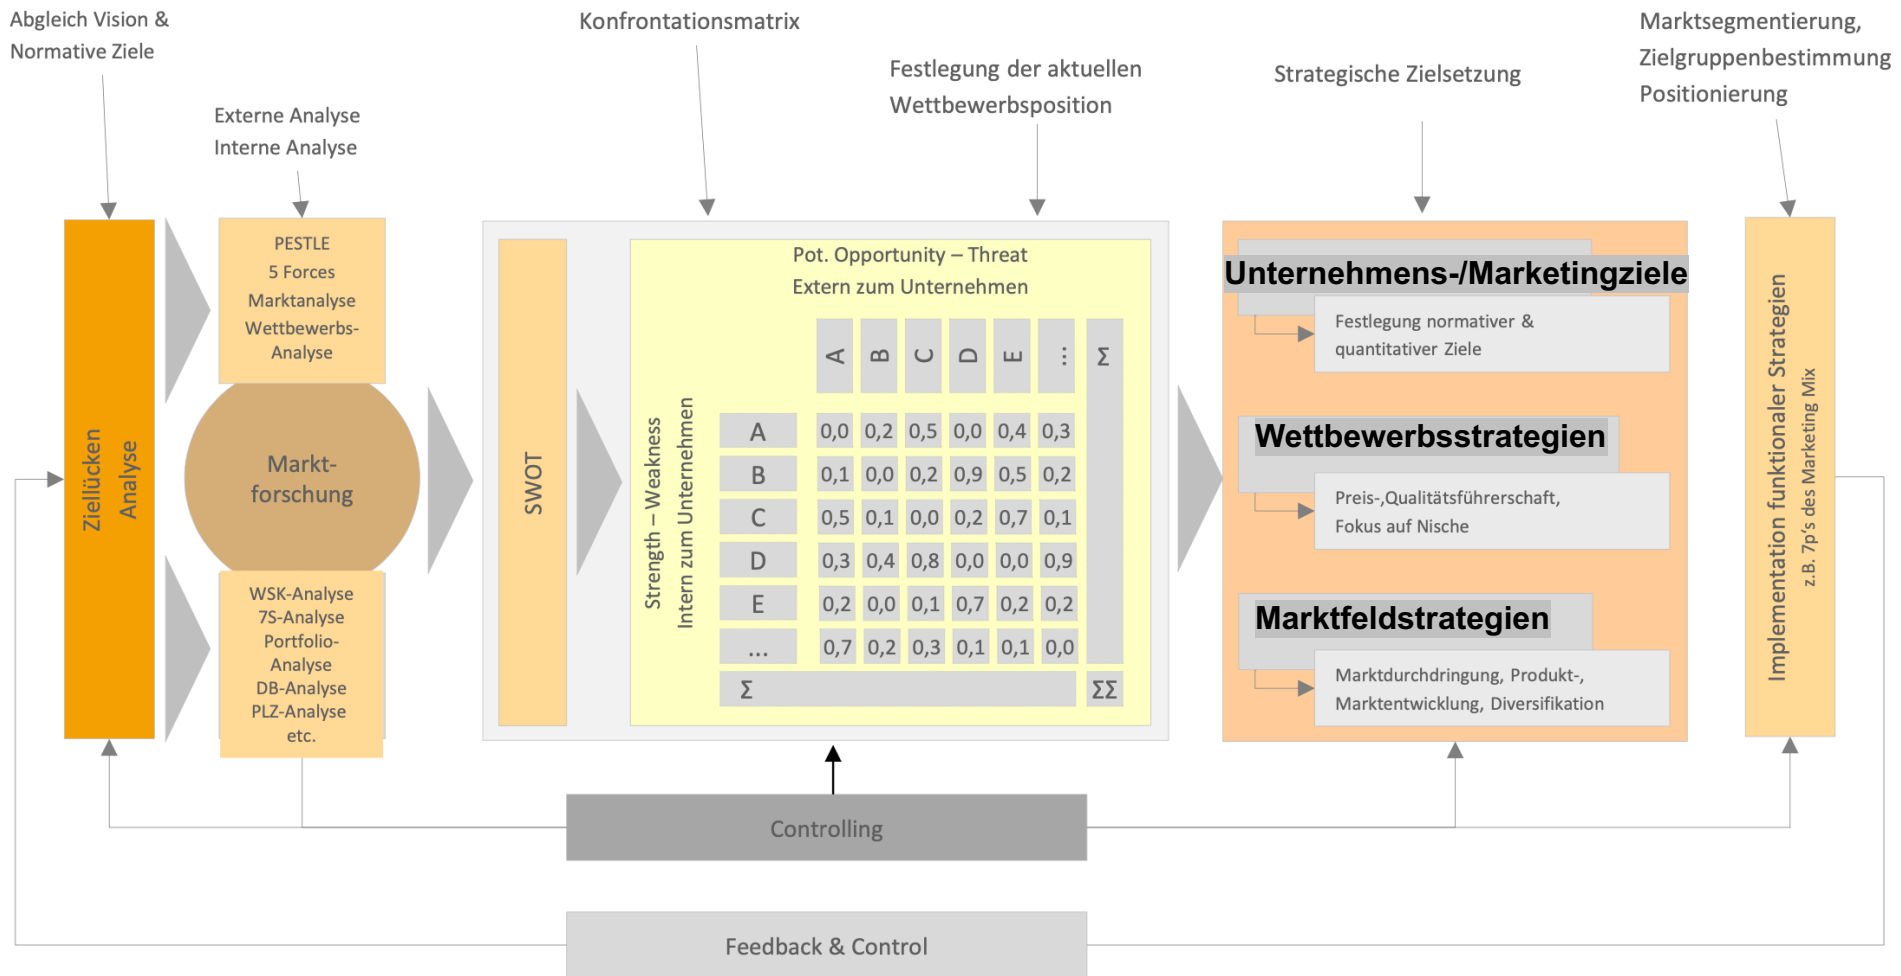 Abgleich Vision &
Normative Ziele
Externe Analyse
Interne Analyse
Konfrontationsmatrix
Festlegung der aktuellen
Wettbewerbsposition
Strategische Zielsetzung
Marktsegmentierung,
Zielgruppenbestimmung
Positionierung
Ziellücken
Analyse
PESTLE
5 Forces
Marktanalyse
Wettbewerbs-
Analyse
Markt-
forschung
WSK-Analyse
7S-Analyse
Portfolio-
Analyse
DB-Analyse
PLZ-Analyse
etc.
SWOT
Pot. Opportunity – Threat
Extern zum Unternehmen
Strength – Weakness
Intern zum Unternehmen
A B C D E ... Σ
A 0,0 0,2 0,5 0,0 0,4 0,3
B 0,1 0,0 0,2 0,9 0,5 0,2
C 0,5 0,1 0,0 0,2 0,7 0,1
D 0,3 0,4 0,8 0,0 0,0 0,9
E 0,2 0,0 0,1 0,7 0,2 0,2
... 0,7 0,2 0,3 0,1 0,1 0,0
Σ ΣΣ
Unternehmens-/Marketingziele
Festlegung normativer &
quantitativer Ziele
Wettbewerbsstrategien
Preis-,Qualitätsführerschaft,
Fokus auf Nische
Marktfeldstrategien
Marktdurchdringung, Produkt-,
Marktentwicklung, Diversifikation
Implementation funktionaler Strategien
z.B. 7p's des Marketing Mix
Controlling
Feedback & Control